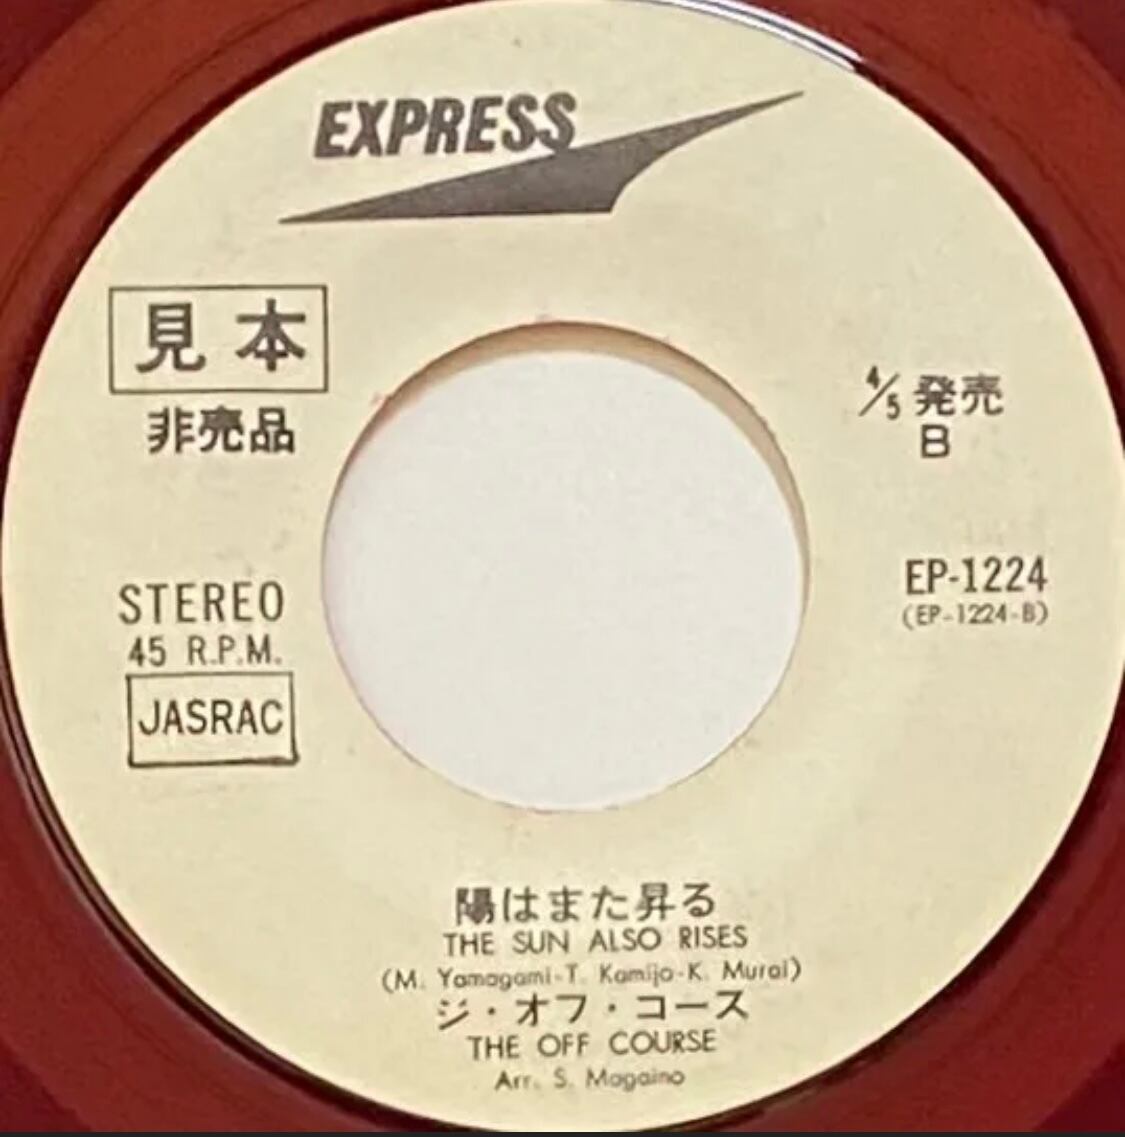 EXPRESS
見本
非売品
4/5 発売
B
STEREO
45 R.P.M.
JASRAC
EP-1224
(EP-1224-B)
陽はまた昇る
THE SUN ALSO RISES
(M. Yamagami-T. Kamijo-K. Murai)
ジ・オフ・コース
THE OFF COURSE
Arr. S. Magaino